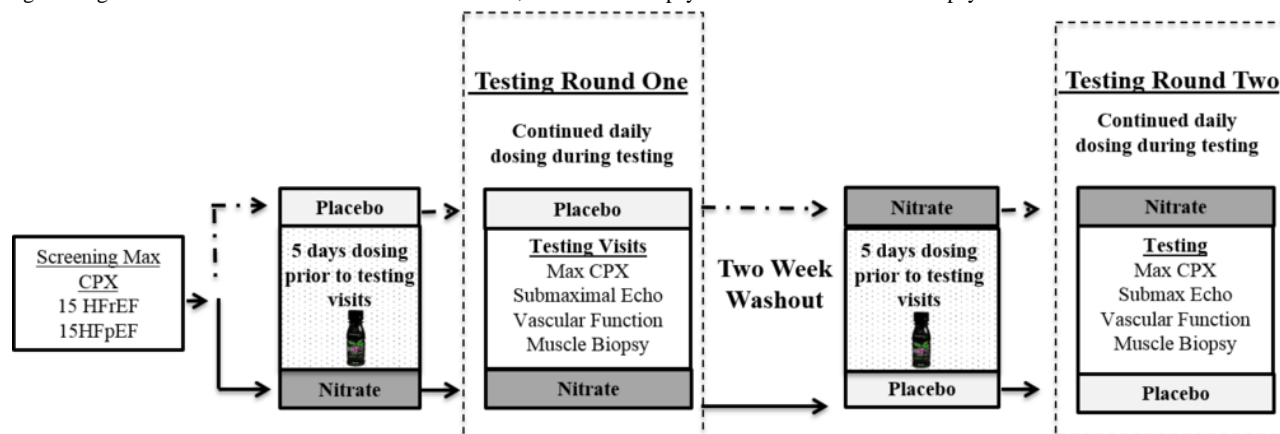 Testing Round One
Continued daily
dosing during testing
Testing Round Two
Continued daily
dosing during testing
Screening Max
CPX
15 HFrEF
15HFpEF
Placebo
5 days dosing
prior to testing
visits
Nitrate
Placebo
Testing Visits
Max CPX
Submaximal Echo
Vascular Function
Muscle Biopsy
Nitrate
Two Week
Washout
Nitrate
5 days dosing
prior to testing
visits
Placebo
Nitrate
Testing
Max CPX
Submax Echo
Vascular Function
Muscle Biopsy
Placebo